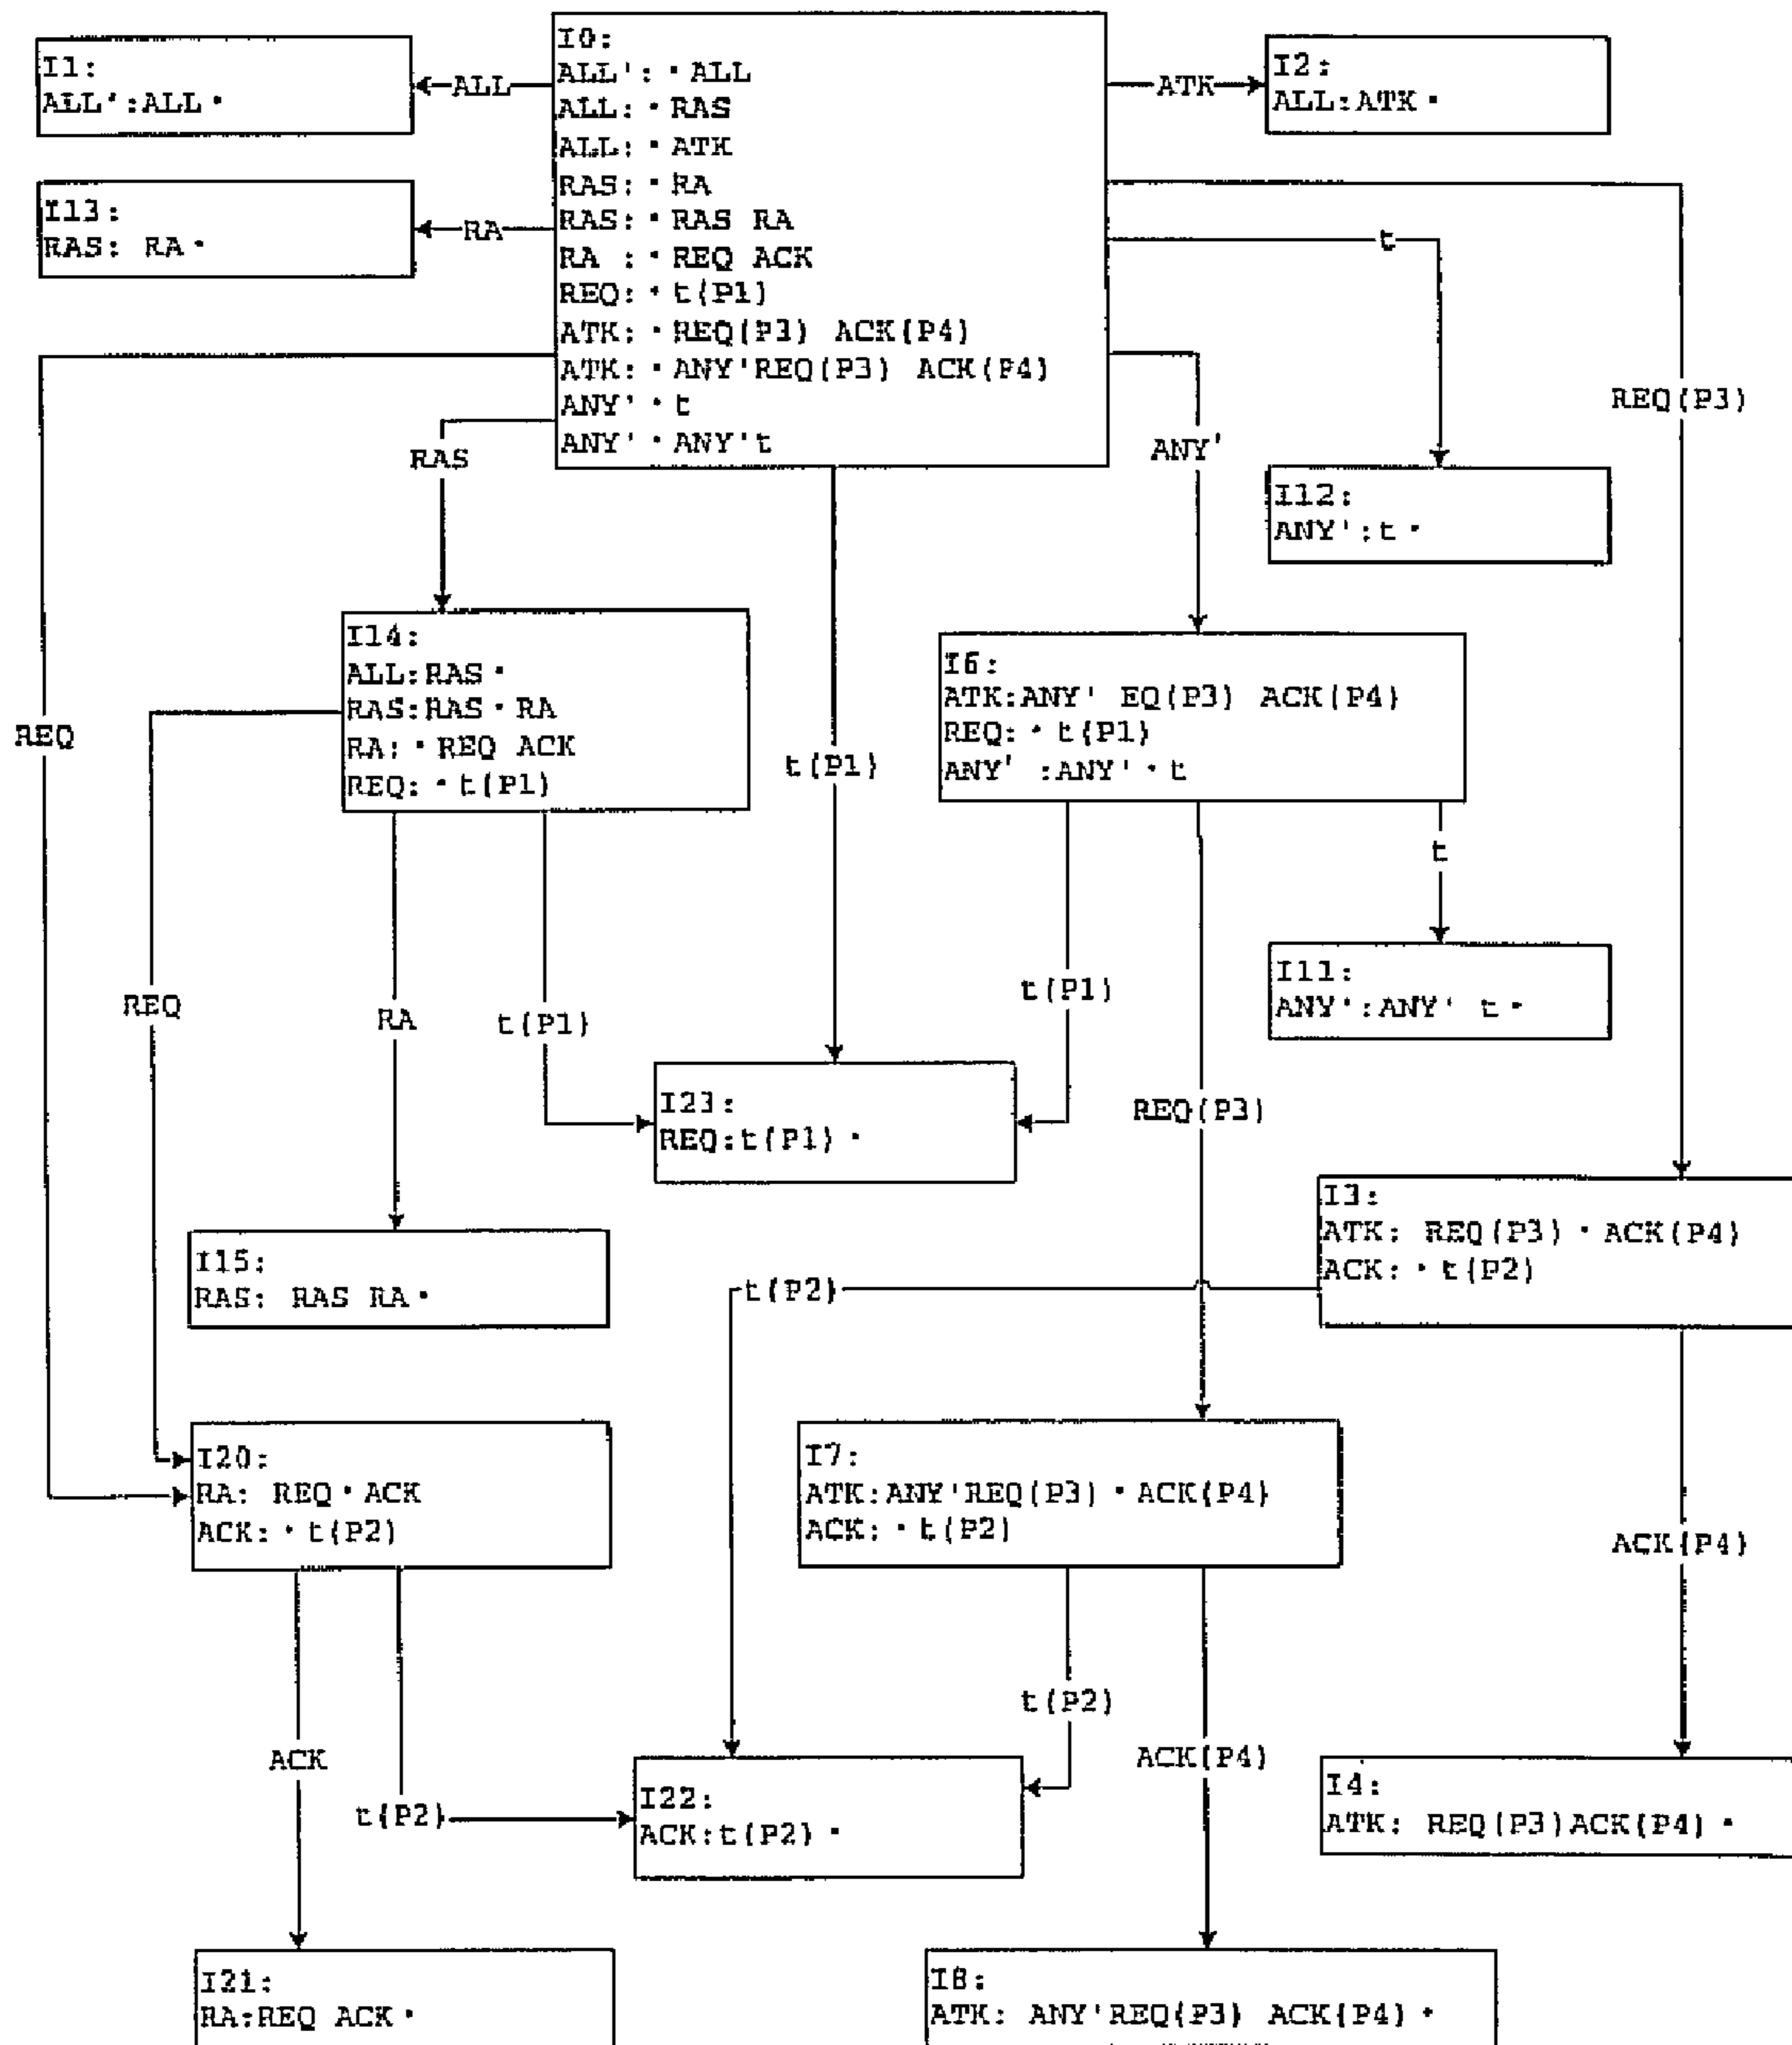 I0:
ALL': · ALL
ALL: · RAS
ALL: · ATK
RAS: · RA
RAS: · RAS RA
RA : · REQ ACK
REQ: · t(P1)
ATK: · REQ(P3) ACK(P4)
ATK: · ANY'REQ(P3) ACK(P4)
ANY' · t
ANY' · ANY't
I1:
ALL':ALL ·
ALL
ATK
I2:
ALL:ATK ·
I13:
RAS: RA ·
RA
t
REQ(P3)
RAS
ANY'
I12:
ANY':t ·
I14:
ALL:RAS ·
RAS:RAS · RA
RA: · REQ ACK
REQ: · t(P1)
I6:
ATK:ANY' EQ(P3) ACK(P4)
REQ: · t(P1)
ANY' :ANY' · t
REQ
t(P1)
t
REQ
RA
t(P1)
t(P1)
I11:
ANY':ANY' t ·
I23:
REQ:t(P1) ·
REQ(P3)
I3:
ATK: REQ(P3) · ACK(P4)
ACK: · t(P2)
I15:
RAS: RAS RA ·
t(P2)
I20:
RA: REQ · ACK
ACK: · t(P2)
I7:
ATK:ANY'REQ(P3) · ACK(P4)
ACK: · t(P2)
ACK(P4)
t(P2)
ACK
ACK(P4)
t(P2)
I22:
ACK:t(P2) ·
I4:
ATK: REQ(P3)ACK(P4) ·
I21:
RA:REQ ACK ·
I8:
ATK: ANY'REQ(P3) ACK(P4) ·